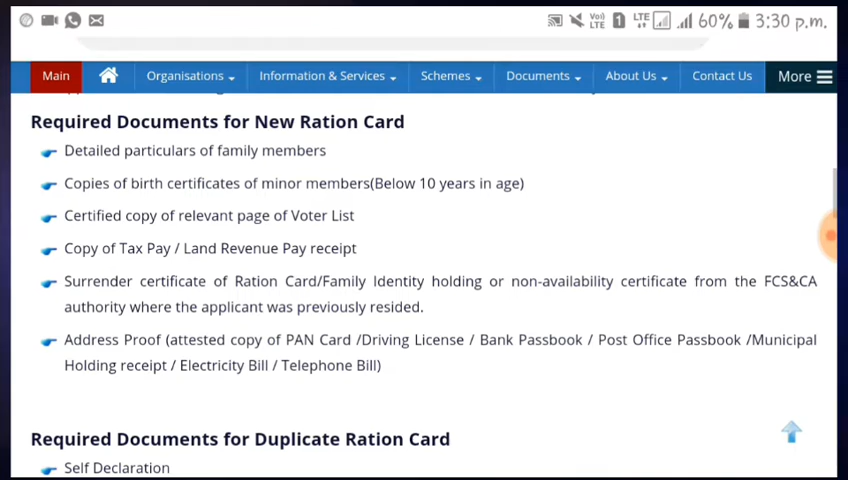 Vo)) LTE 1 LTE 60% 3:30 p.m.
Main Organisations Information & Services Schemes Documents About Us Contact Us More
Required Documents for New Ration Card
Detailed particulars of family members
Copies of birth certificates of minor members(Below 10 years in age)
Certified copy of relevant page of Voter List
Copy of Tax Pay / Land Revenue Pay receipt
Surrender certificate of Ration Card/Family Identity holding or non-availability certificate from the FCS&CA
authority where the applicant was previously resided.
Address Proof (attested copy of PAN Card /Driving License / Bank Passbook / Post Office Passbook /Municipal
Holding receipt / Electricity Bill / Telephone Bill)
Required Documents for Duplicate Ration Card
Self Declaration